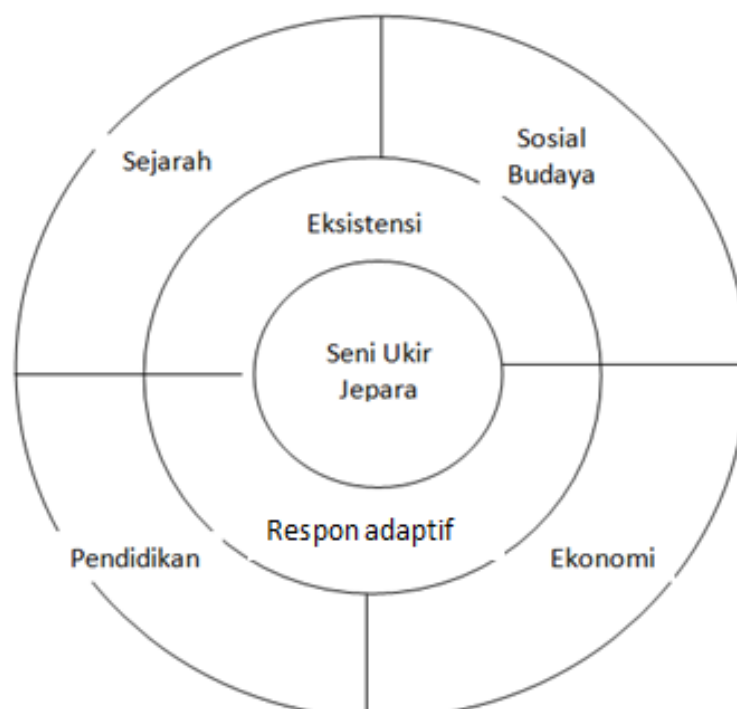 Sejarah
Sosial
Budaya
Eksistensi
Seni Ukir
Jepara
Respon adaptif
Pendidikan
Ekonomi